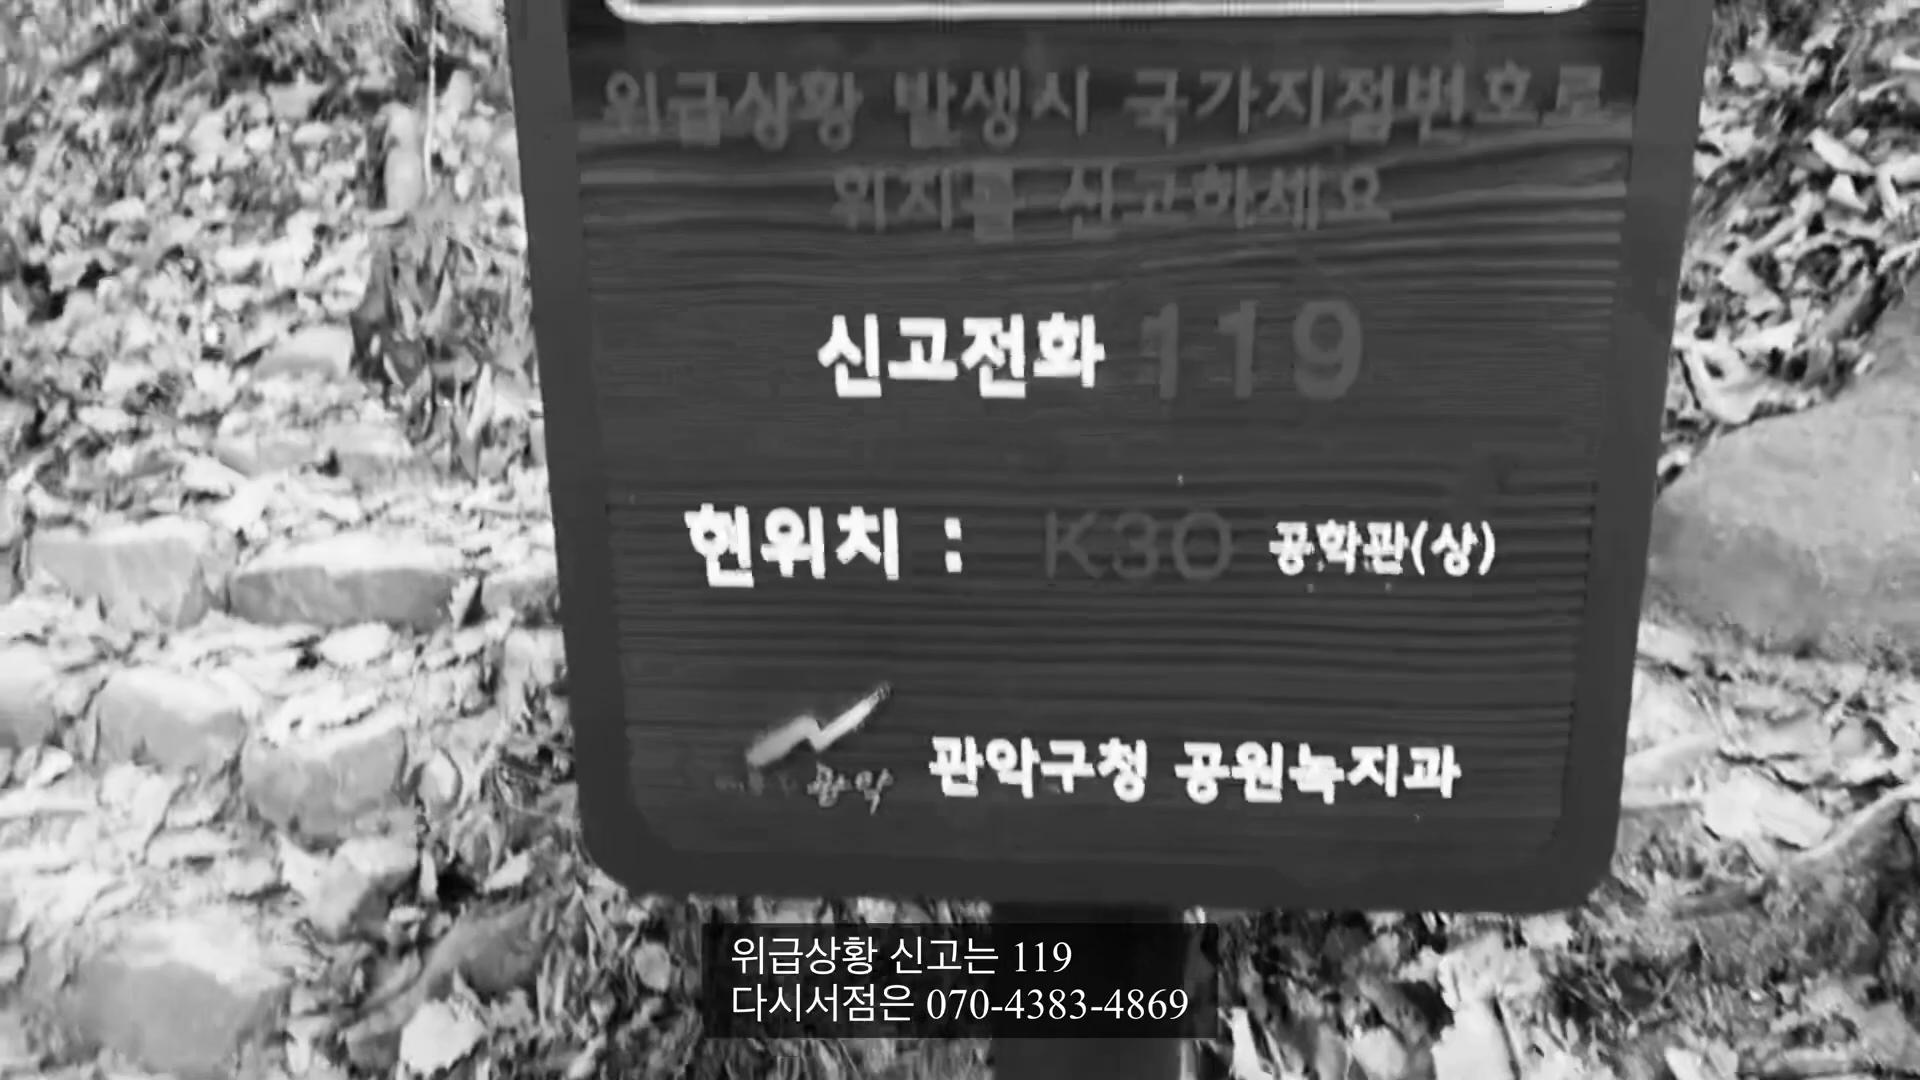 위급상황 발생시 국가지점번호로
위치를 신고하세요
신고전화 119
현위치 : K30 공학관(상)
관악
관악구청 공원녹지과
위급상황 신고는 119
다시서점은 070-4383-4869